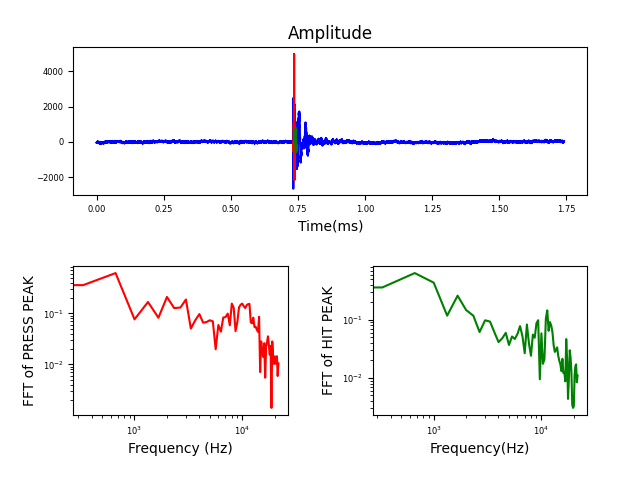 Amplitude
4000
2000
0
−2000
0.00 0.25 0.50 0.75 1.00 1.25 1.50 1.75
Time(ms)
FFT of PRESS PEAK
10⁻¹
10⁻²
10³ 10⁴
Frequency (Hz)
FFT of HIT PEAK
10⁻¹
10⁻²
10³ 10⁴
Frequency(Hz)